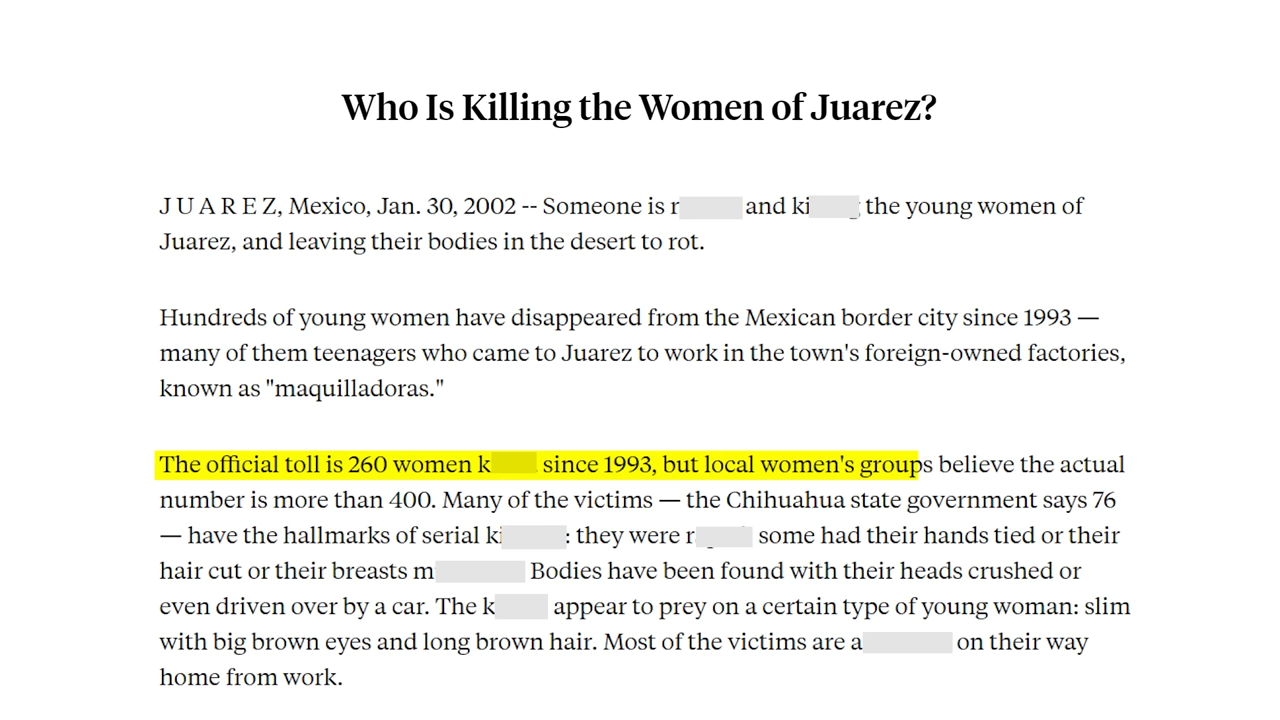 Who Is Killing the Women of Juarez?
J U A R E Z, Mexico, Jan. 30, 2002 -- Someone is r and ki the young women of
Juarez, and leaving their bodies in the desert to rot.
Hundreds of young women have disappeared from the Mexican border city since 1993 —
many of them teenagers who came to Juarez to work in the town's foreign-owned factories,
known as "maquilladoras."
The official toll is 260 women k since 1993, but local women's groups believe the actual
number is more than 400. Many of the victims — the Chihuahua state government says 76
— have the hallmarks of serial ki : they were r some had their hands tied or their
hair cut or their breasts m Bodies have been found with their heads crushed or
even driven over by a car. The k appear to prey on a certain type of young woman: slim
with big brown eyes and long brown hair. Most of the victims are a on their way
home from work.